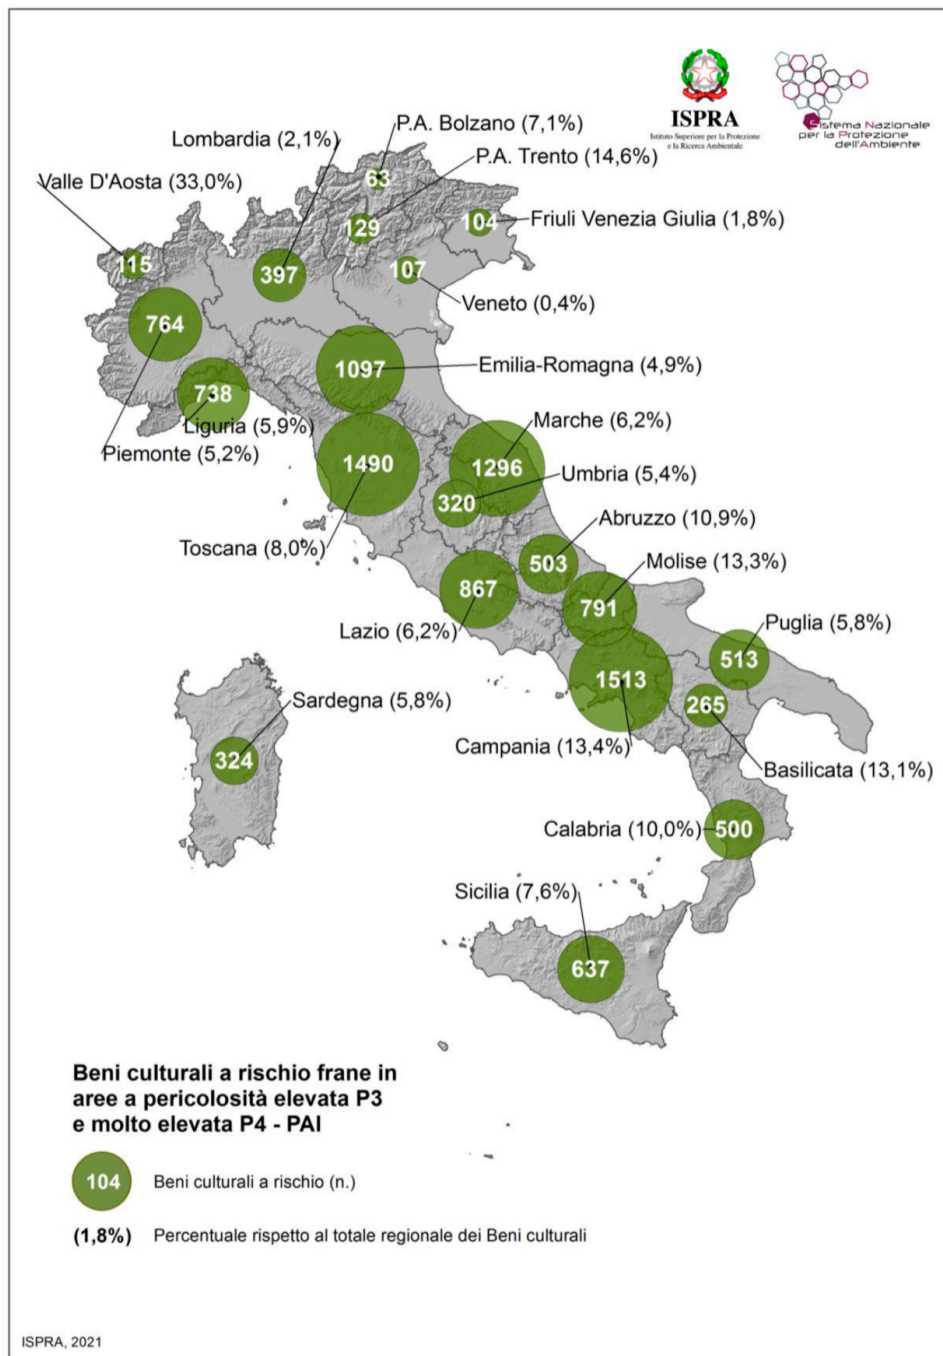 ISPRA
Istituto Superiore per la Protezione
e la Ricerca Ambientale
Sistema Nazionale
per la Protezione
dell'Ambiente
Lombardia (2,1%)
P.A. Bolzano (7,1%)
P.A. Trento (14,6%)
Valle D'Aosta (33,0%)
63
129
104
Friuli Venezia Giulia (1,8%)
115
397
107
Veneto (0,4%)
764
1097
Emilia-Romagna (4,9%)
738
Liguria (5,9%)
Piemonte (5,2%)
Marche (6,2%)
1490
1296
Umbria (5,4%)
320
Abruzzo (10,9%)
Toscana (8,0%)
503
Molise (13,3%)
867
791
Puglia (5,8%)
Lazio (6,2%)
513
1513
Sardegna (5,8%)
265
Campania (13,4%)
324
Basilicata (13,1%)
Calabria (10,0%)
500
Sicilia (7,6%)
637
Beni culturali a rischio frane in
aree a pericolosità elevata P3
e molto elevata P4 - PAI
104
Beni culturali a rischio (n.)
(1,8%)
Percentuale rispetto al totale regionale dei Beni culturali
ISPRA, 2021